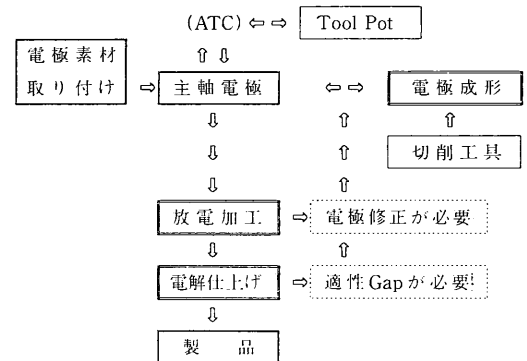 (ATC) ⇦ ⇨ Tool Pot
電極素材
取り付け
⇧ ⇩
⇨ 主軸電極 ⇦ ⇨ 電極成形
⇩ ⇧ ⇧
⇩ ⇧ 切削工具
⇩ ⇧
放電加工 ⇨ 電極修正が必要
⇩ ⇧
電解仕上げ ⇨ 適性Gapが必要
⇩
製 品